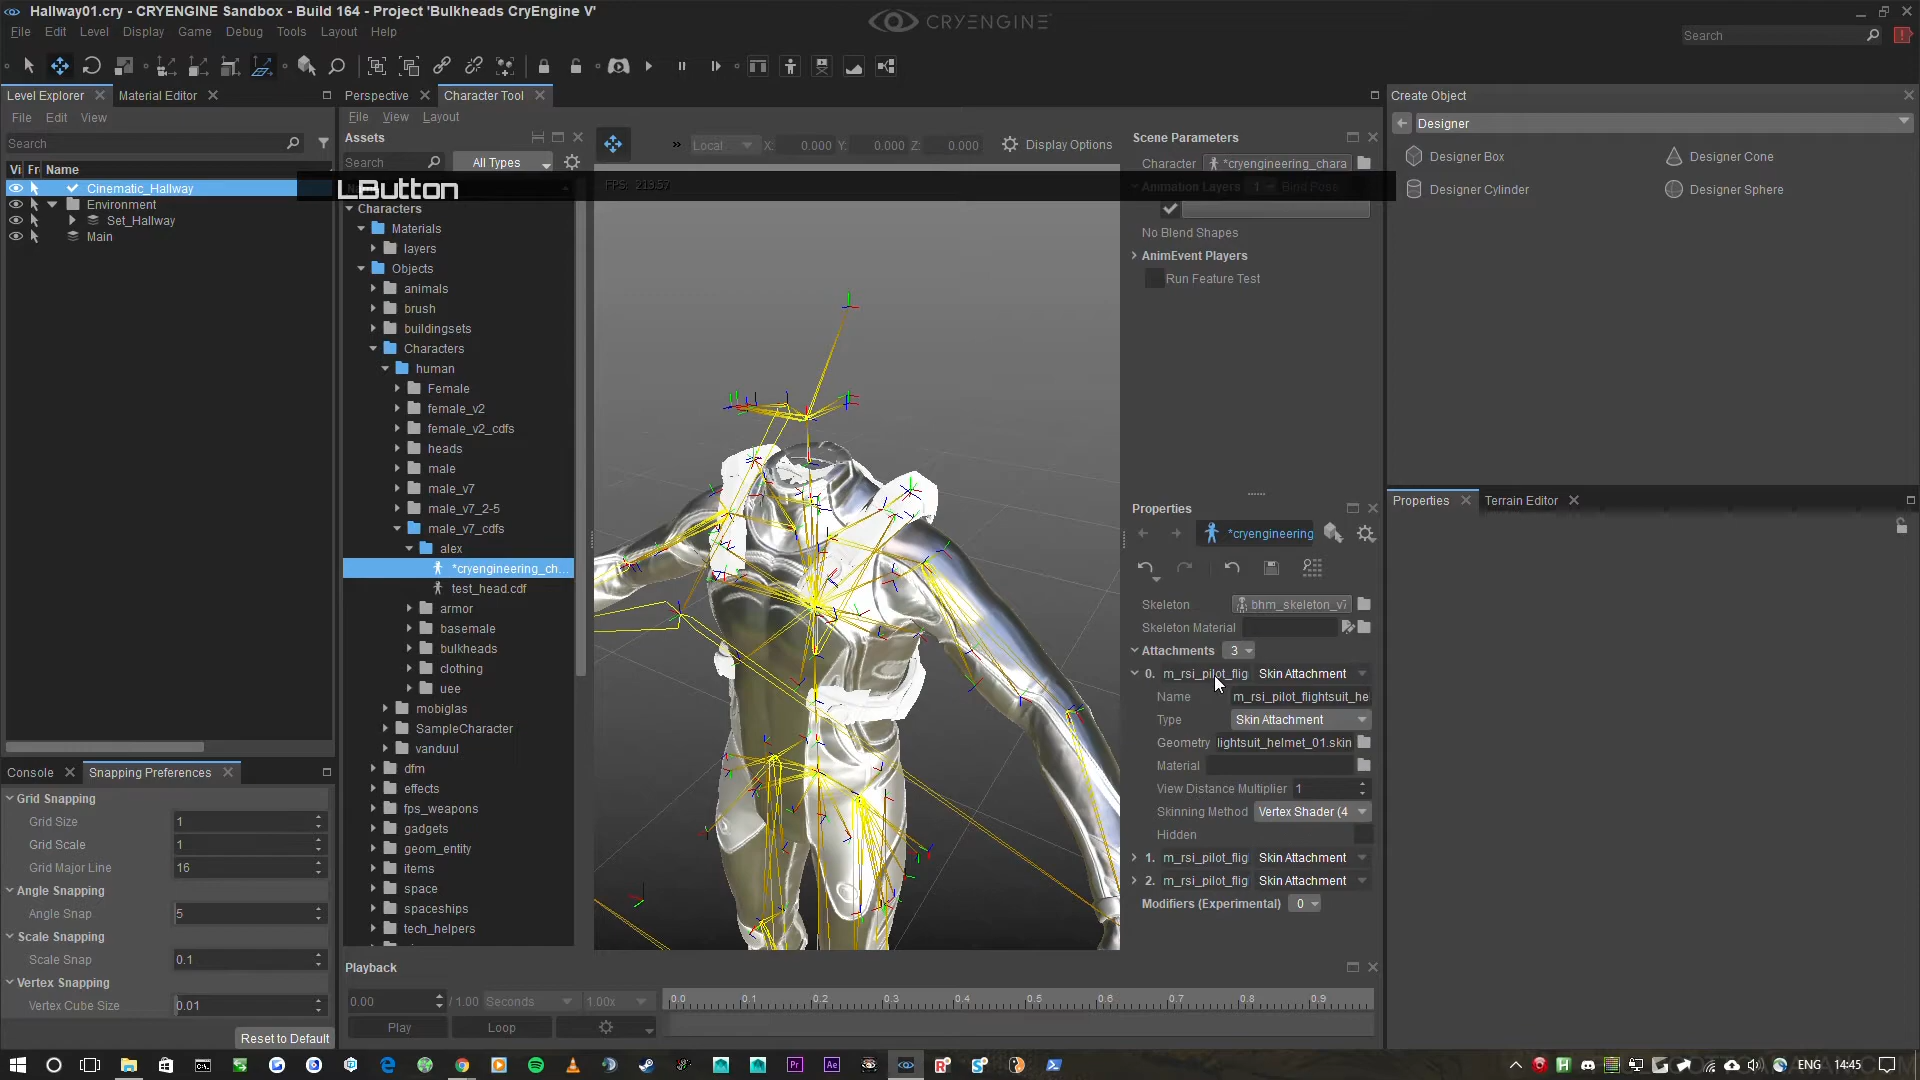 Hallway01.cry - CRYENGINE Sandbox - Build 164 - Project 'Bulkheads CryEngine V'
CRYENGINE
File Edit Level Display Game Debug Tools Layout Help
Search
Level Explorer
Material Editor
Perspective
Character Tool
Create Object
File Edit View
File View Layout
Designer
Assets
Local X: 0.000 Y: 0.000 Z: 0.000
Display Options
Scene Parameters
Search
Search
All Types
Character
*cryengineering_chara
Designer Box
Designer Cone
Designer Cylinder
Designer Sphere
Vi Fr Name
LButton
FPS: 213.57
Animation Layers 1 Bind Pose
Cinematic_Hallway
Environment
Set_Hallway
Main
Characters
Materials
layers
Objects
animals
brush
buildingsets
Characters
human
Female
female_v2
female_v2_cdfs
heads
male
male_v7
male_v7_2-5
male_v7_cdfs
alex
*cryengineering_ch...
test_head.cdf
armor
basemale
bulkheads
clothing
uee
mobiglas
SampleCharacter
vanduul
dfm
effects
fps_weapons
gadgets
geom_entity
items
space
spaceships
tech_helpers
No Blend Shapes
AnimEvent Players
Run Feature Test
Properties
*cryengineering
Skeleton
bhm_skeleton_v7
Skeleton Material
Attachments 3
0. m_rsi_pilot_flig Skin Attachment
Name m_rsi_pilot_flightsuit_he
Type Skin Attachment
Geometry lightsuit_helmet_01.skin
Material
View Distance Multiplier 1
Skinning Method Vertex Shader (4
Hidden
1. m_rsi_pilot_flig Skin Attachment
2. m_rsi_pilot_flig Skin Attachment
Modifiers (Experimental) 0
Properties
Terrain Editor
Console
Snapping Preferences
Grid Snapping
Grid Size 1
Grid Scale 1
Grid Major Line 16
Angle Snapping
Angle Snap 5
Scale Snapping
Scale Snap 0.1
Vertex Snapping
Vertex Cube Size 0.01
Reset to Default
Playback
0.00 / 1.00 Seconds 1.00x
0.0 0.1 0.2 0.3 0.4 0.5 0.6 0.7 0.8 0.9
Play
Loop
ENG 14:45